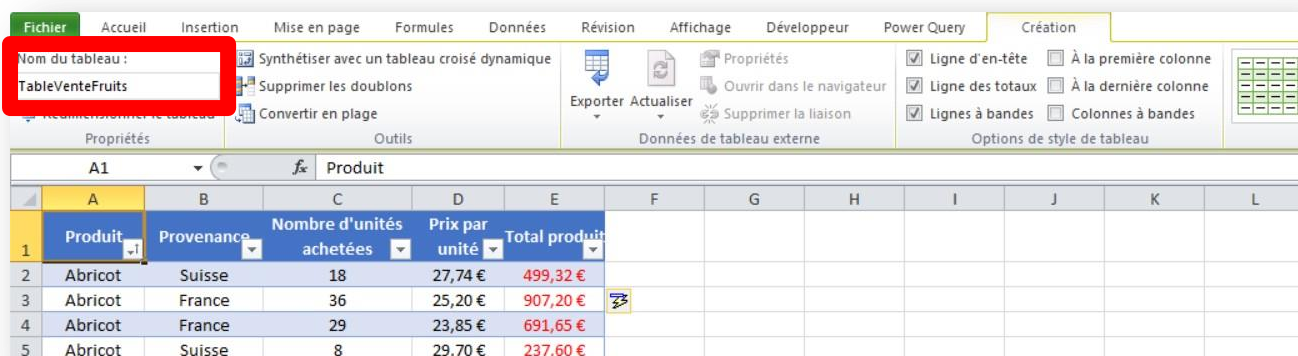 Fichier Accueil Insertion Mise en page Formules Données Révision Affichage Développeur Power Query Création
Nom du tableau :
TableVenteFruits
Redimensionner le tableau
Propriétés
Synthétiser avec un tableau croisé dynamique
Supprimer les doublons
Convertir en plage
Outils
Exporter Actualiser
Propriétés
Ouvrir dans le navigateur
Supprimer la liaison
Données de tableau externe
Ligne d'en-tête À la première colonne
Ligne des totaux À la dernière colonne
Lignes à bandes Colonnes à bandes
Options de style de tableau
A1 fx Produit
A B C D E F G H I J K L
1 Produit Provenance Nombre d'unités achetées Prix par unité Total produit
2 Abricot Suisse 18 27,74 € 499,32 €
3 Abricot France 36 25,20 € 907,20 €
4 Abricot France 29 23,85 € 691,65 €
5 Abricot Suisse 8 29,70 € 237,60 €